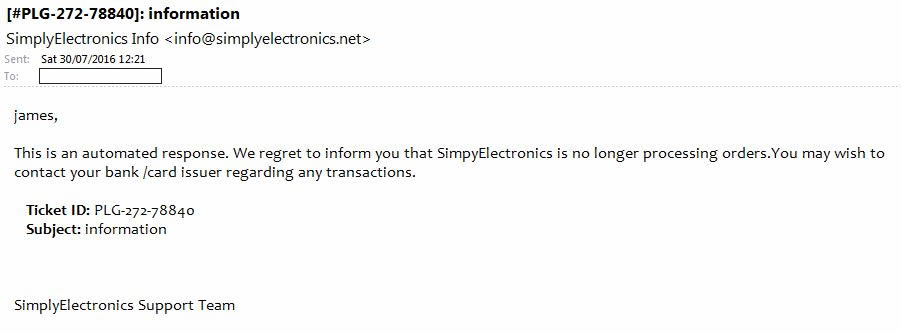 [#PLG-272-78840]: information
SimplyElectronics Info <info@simplyelectronics.net>
Sent: Sat 30/07/2016 12:21
To:
james,
This is an automated response. We regret to inform you that SimpyElectronics is no longer processing orders.You may wish to
contact your bank /card issuer regarding any transactions.
Ticket ID: PLG-272-78840
Subject: information
SimplyElectronics Support Team